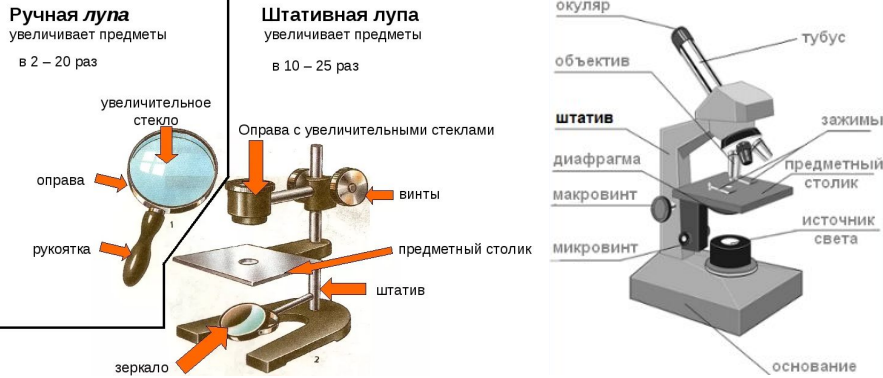 Ручная лупа
увеличивает предметы
в 2 – 20 раз
увеличительное
стекло
оправа
рукоятка
1
Штативная лупа
увеличивает предметы
в 10 – 25 раз
Оправа с увеличительными стеклами
винты
предметный столик
штатив
зеркало
2
окуляр
тубус
объектив
штатив
зажимы
диафрагма
предметный
столик
макровинт
источник
света
микровинт
основание